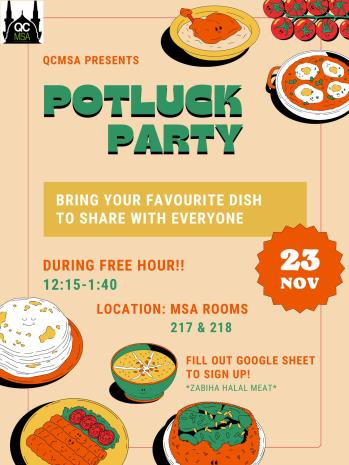 QC
MSA
QCMSA PRESENTS
POTLUCK
PARTY
BRING YOUR FAVOURITE DISH
TO SHARE WITH EVERYONE
23
NOV
DURING FREE HOUR!!
12:15-1:40
LOCATION: MSA ROOMS
217 & 218
FILL OUT GOOGLE SHEET
TO SIGN UP!
*ZABIHA HALAL MEAT*